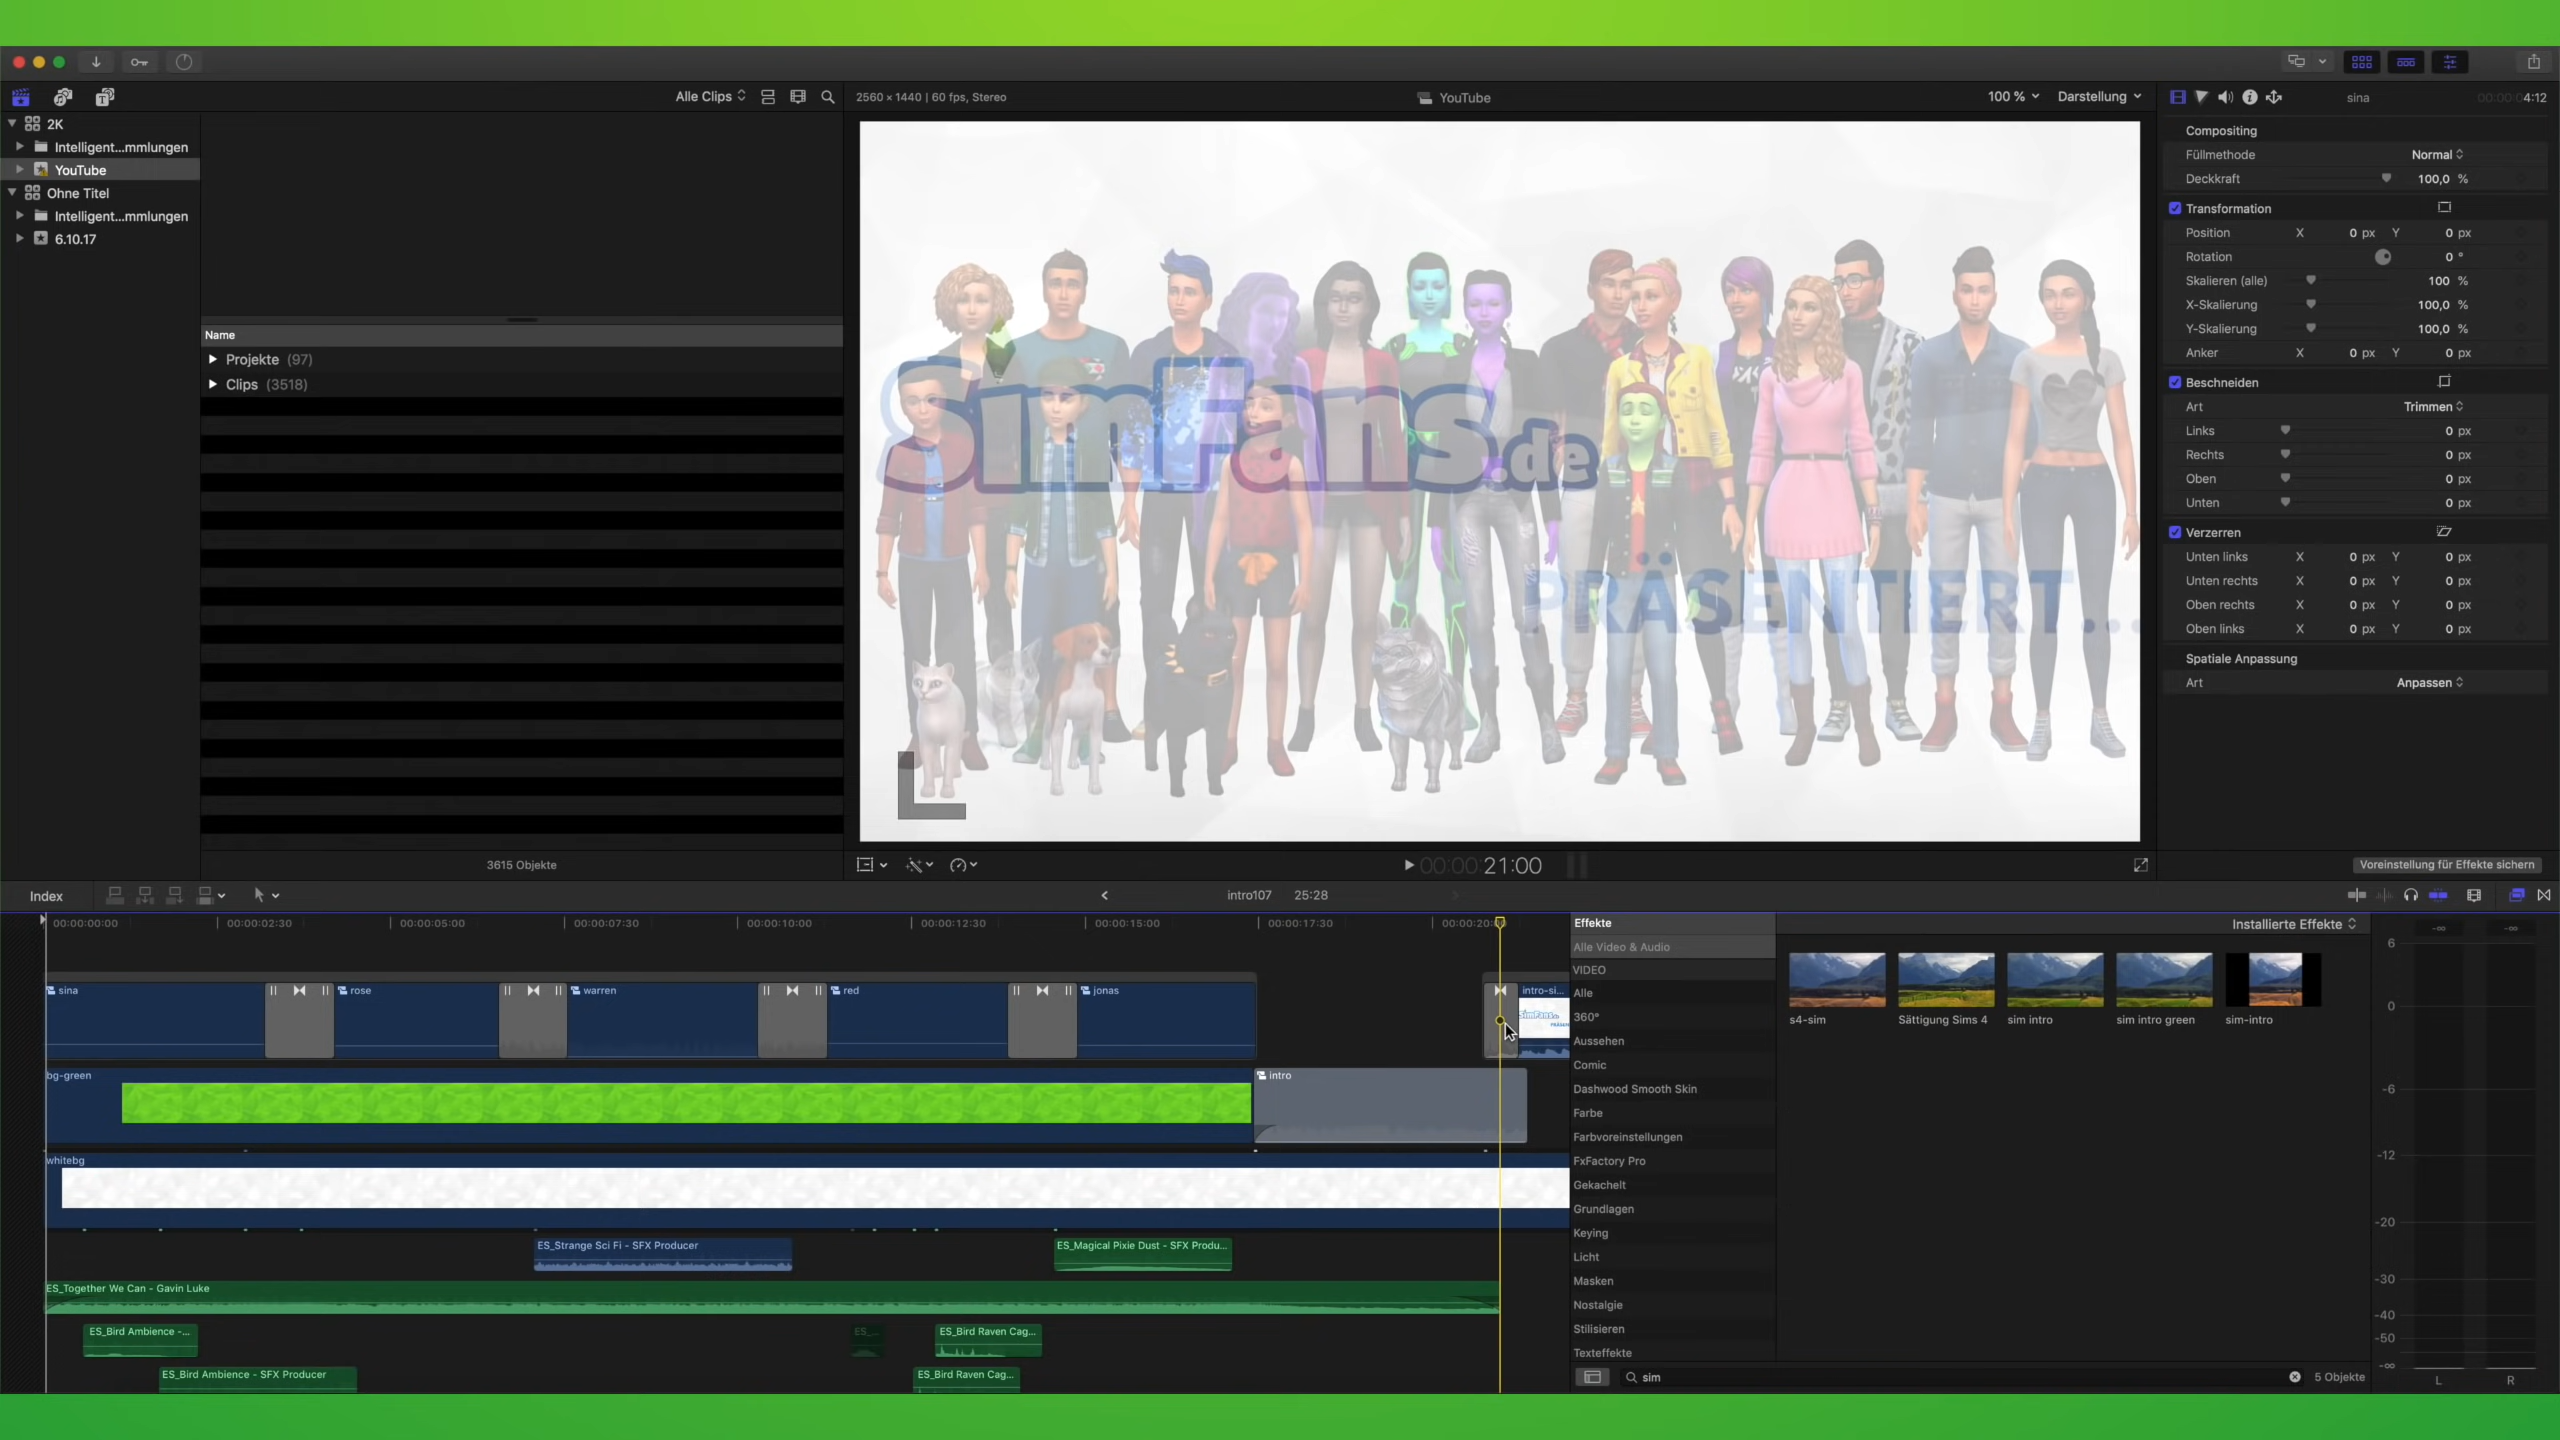 Alle Clips
2560 × 1440 | 60 fps, Stereo
YouTube
100 %
Darstellung
sina
00:00:04:12
2K
Intelligent...mmlungen
YouTube
Ohne Titel
Intelligent...mmlungen
6.10.17
Name
Projekte (97)
Clips (3518)
3615 Objekte
SimFans.de
PRÄSENTIERT...
Compositing
Füllmethode Normal
Deckkraft 100,0 %
Transformation
Position X 0 px Y 0 px
Rotation 0 °
Skalieren (alle) 100 %
X-Skalierung 100,0 %
Y-Skalierung 100,0 %
Anker X 0 px Y 0 px
Beschneiden
Art Trimmen
Links 0 px
Rechts 0 px
Oben 0 px
Unten 0 px
Verzerren
Unten links X 0 px Y 0 px
Unten rechts X 0 px Y 0 px
Oben rechts X 0 px Y 0 px
Oben links X 0 px Y 0 px
Spatiale Anpassung
Art Anpassen
Voreinstellung für Effekte sichern
00:00:21:00
Index
intro107 25:28
00:00:00:00 00:00:02:30 00:00:05:00 00:00:07:30 00:00:10:00 00:00:12:30 00:00:15:00 00:00:17:30 00:00:20:
sina rose warren red jonas intro-si...
SimFans.de
bg-green
intro
whitebg
ES_Strange Sci Fi - SFX Producer
ES_Magical Pixie Dust - SFX Produ...
ES_Together We Can - Gavin Luke
ES_Bird Ambience -...
ES_...
ES_Bird Raven Cag...
ES_Bird Ambience - SFX Producer
ES_Bird Raven Cag...
Effekte
Alle Video & Audio
VIDEO
Alle
360°
Aussehen
Comic
Dashwood Smooth Skin
Farbe
Farbvoreinstellungen
FxFactory Pro
Gekachelt
Grundlagen
Keying
Licht
Masken
Nostalgie
Stilisieren
Texteffekte
Installierte Effekte
s4-sim
Sättigung Sims 4
sim intro
sim intro green
sim-intro
sim
5 Objekte
-∞ -∞
6
0
-6
-12
-20
-30
-40
-50
-∞
L R